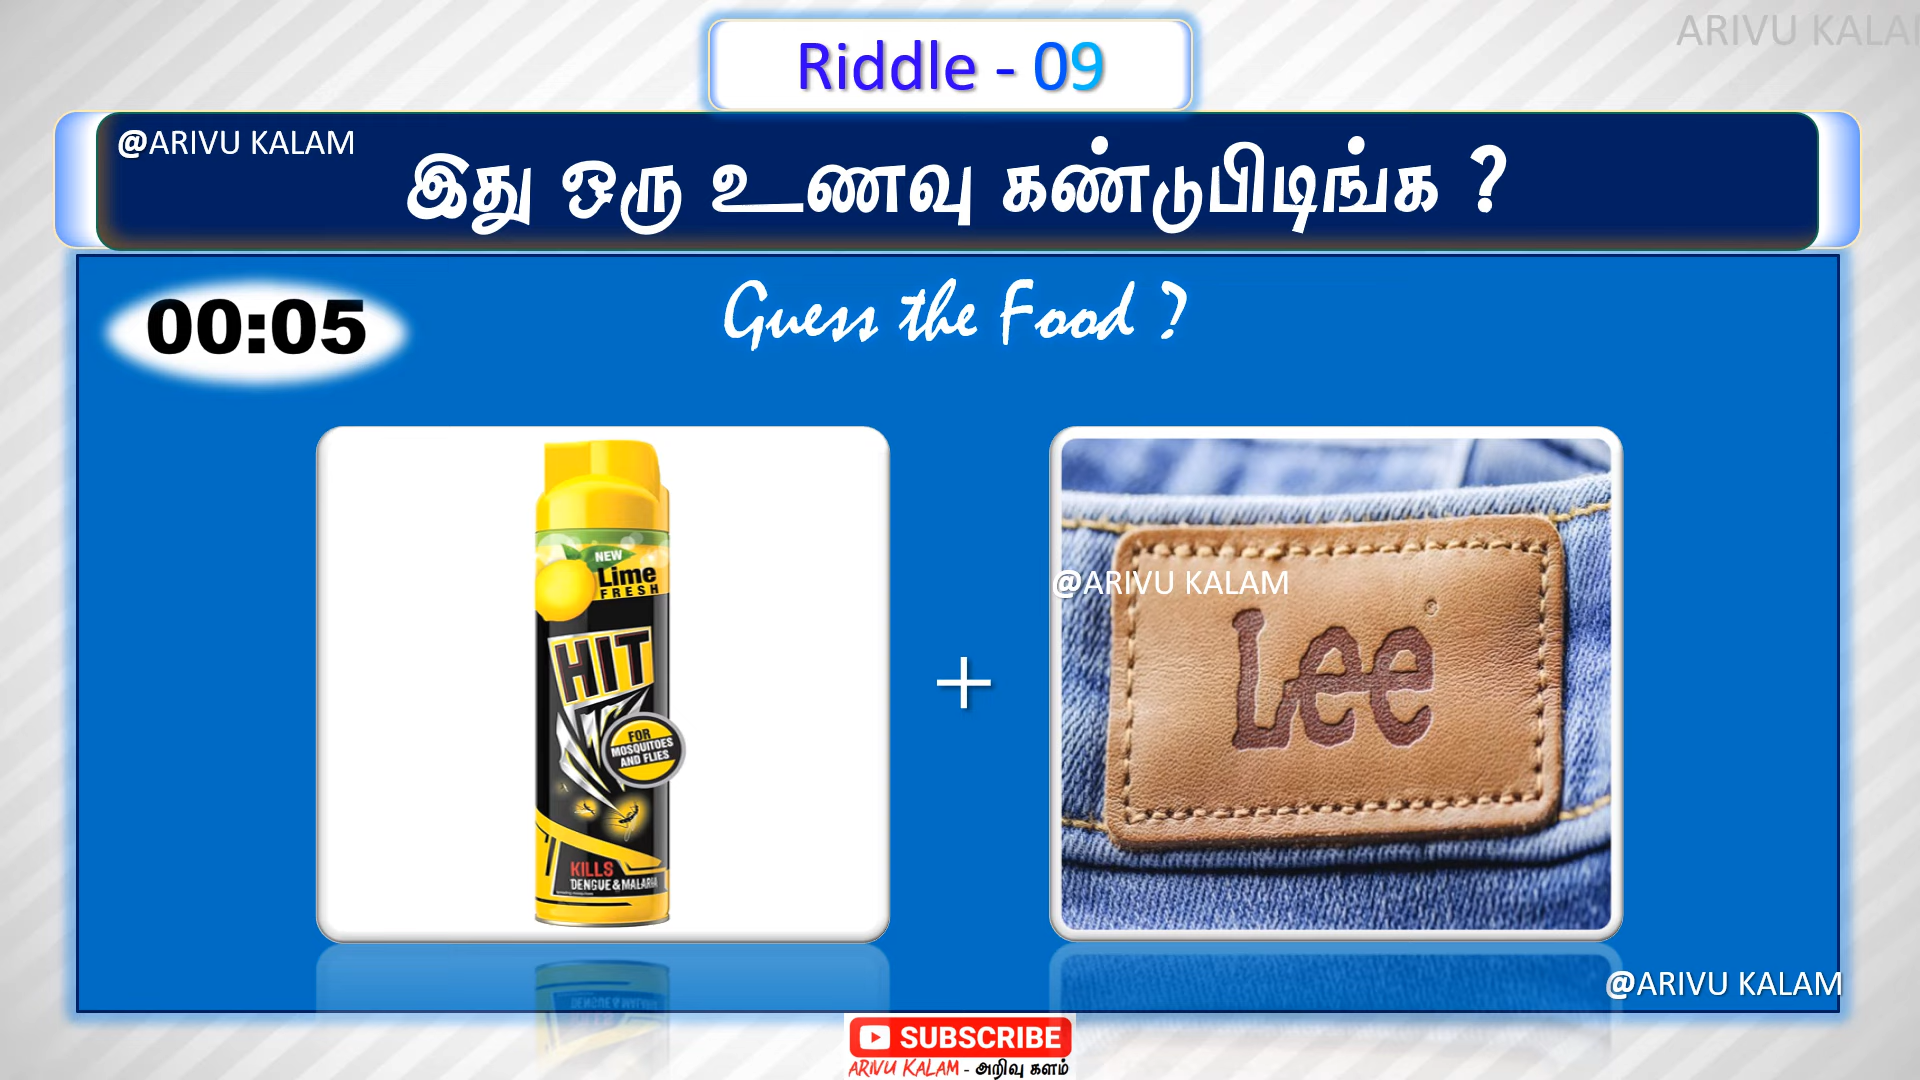 ARIVU KALAM
Riddle - 09
@ARIVU KALAM
இது ஒரு உணவு கண்டுபிடிங்க ?
00:05
Guess the Food ?
NEW
Lime
FRESH
HIT
FOR
MOSQUITOES
AND FLIES
KILLS
DENGUE & MALARIA
+
@ARIVU KALAM
Lee
@ARIVU KALAM
SUBSCRIBE
ARIVU KALAM - அறிவு களம்